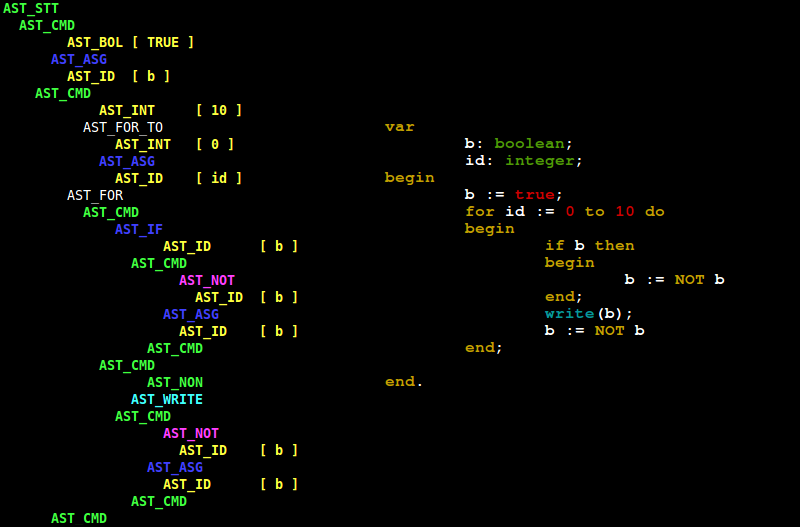 AST_STT
AST_CMD
AST_BOL [ TRUE ]
AST_ASG
AST_ID [ b ]
AST_CMD
AST_INT [ 10 ]
AST_FOR_TO
AST_INT [ 0 ]
AST_ASG
AST_ID [ id ]
AST_FOR
AST_CMD
AST_IF
AST_ID [ b ]
AST_CMD
AST_NOT
AST_ID [ b ]
AST_ASG
AST_ID [ b ]
AST_CMD
AST_CMD
AST_NON
AST_WRITE
AST_CMD
AST_NOT
AST_ID [ b ]
AST_ASG
AST_ID [ b ]
AST_CMD
AST_CMD
var
b: boolean;
id: integer;
begin
b := true;
for id := 0 to 10 do
begin
if b then
begin
b := NOT b
end;
write(b);
b := NOT b
end;
end.